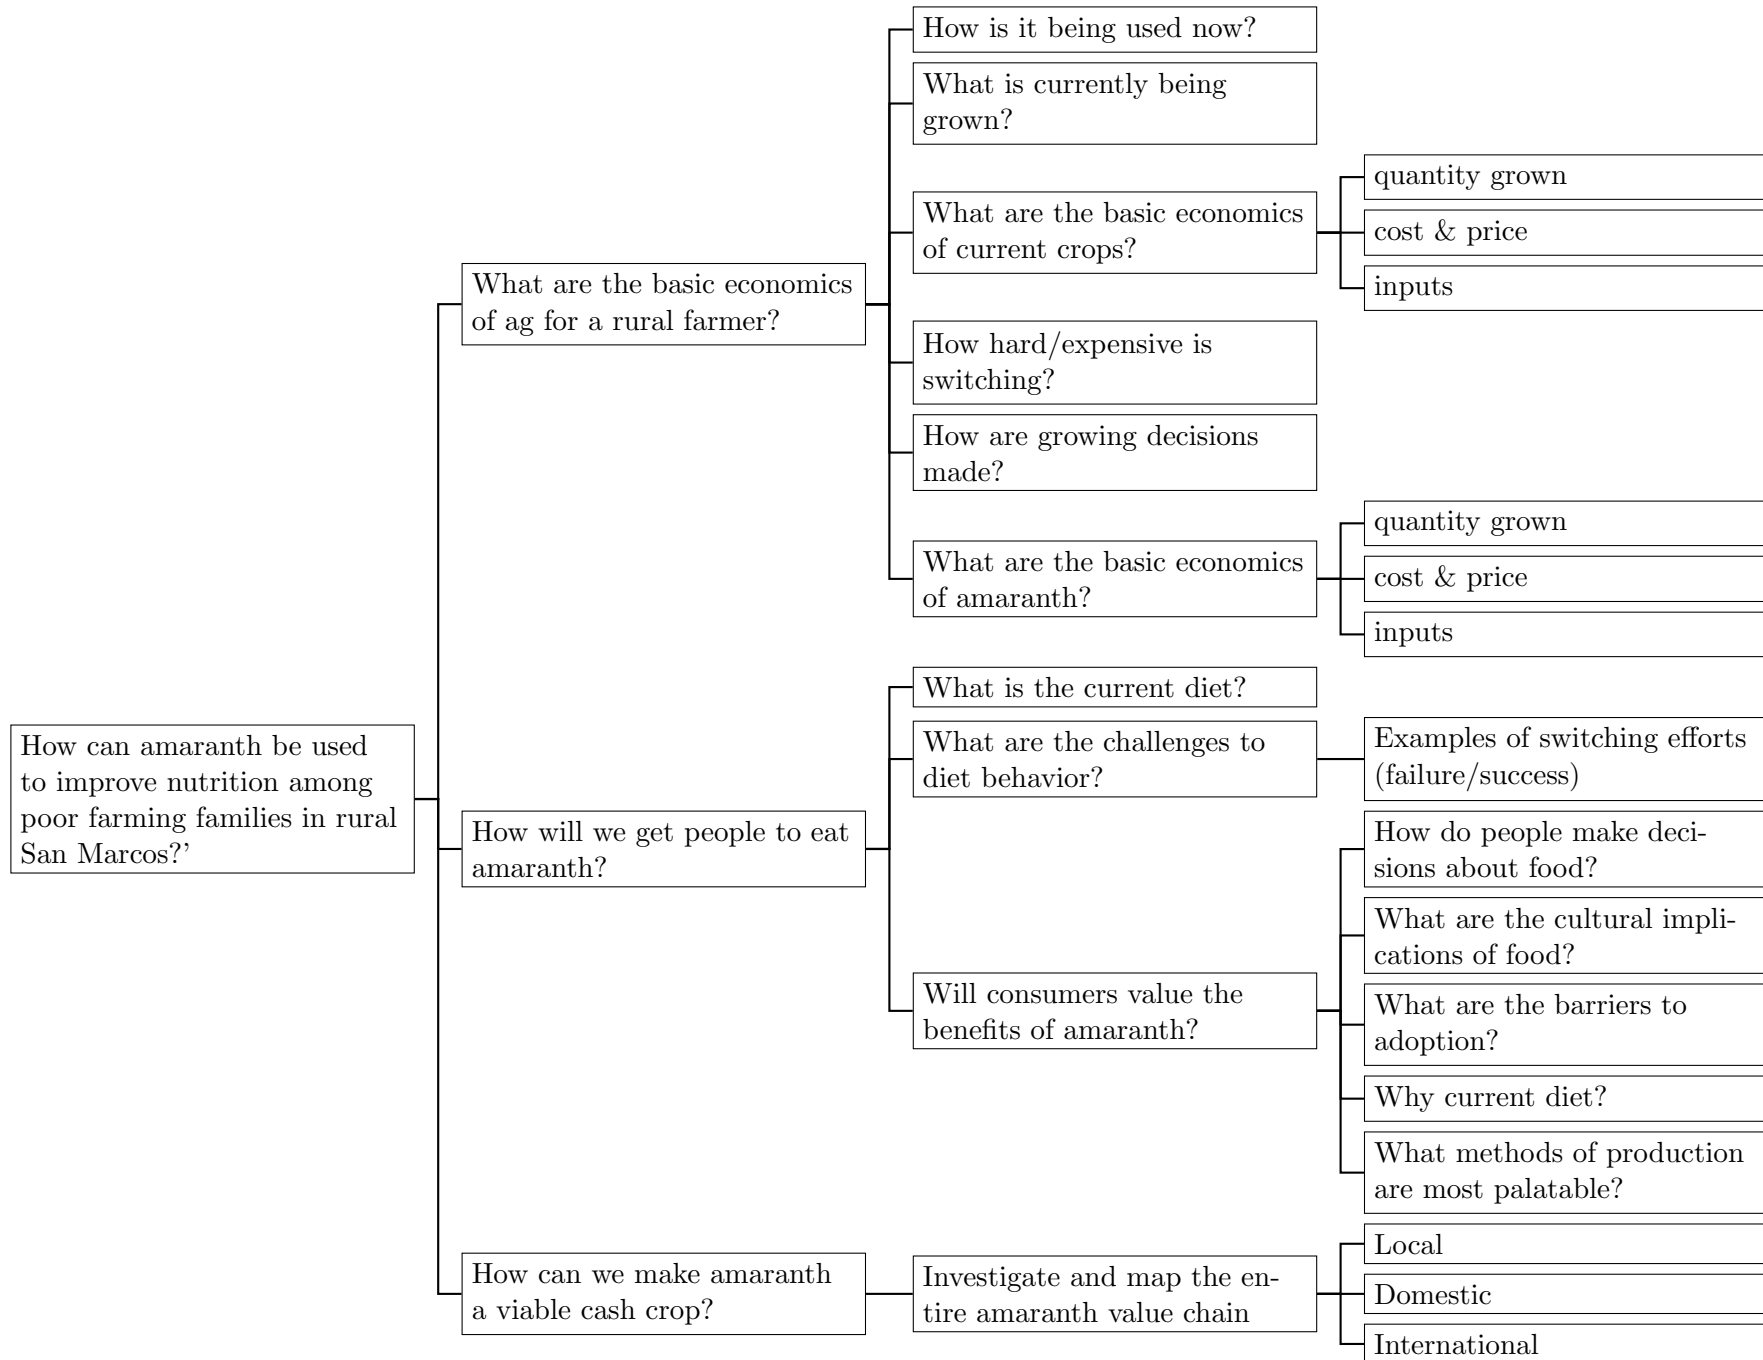 How can amaranth be used
to improve nutrition among
poor farming families in rural
San Marcos?’
What are the basic economics
of ag for a rural farmer?
How is it being used now?
What is currently being
grown?
What are the basic economics
of current crops?
quantity grown
cost & price
inputs
How hard/expensive is
switching?
How are growing decisions
made?
What are the basic economics
of amaranth?
quantity grown
cost & price
inputs
How will we get people to eat
amaranth?
What is the current diet?
What are the challenges to
diet behavior?
Examples of switching efforts
(failure/success)
Will consumers value the
benefits of amaranth?
How do people make deci-
sions about food?
What are the cultural impli-
cations of food?
What are the barriers to
adoption?
Why current diet?
What methods of production
are most palatable?
How can we make amaranth
a viable cash crop?
Investigate and map the en-
tire amaranth value chain
Local
Domestic
International